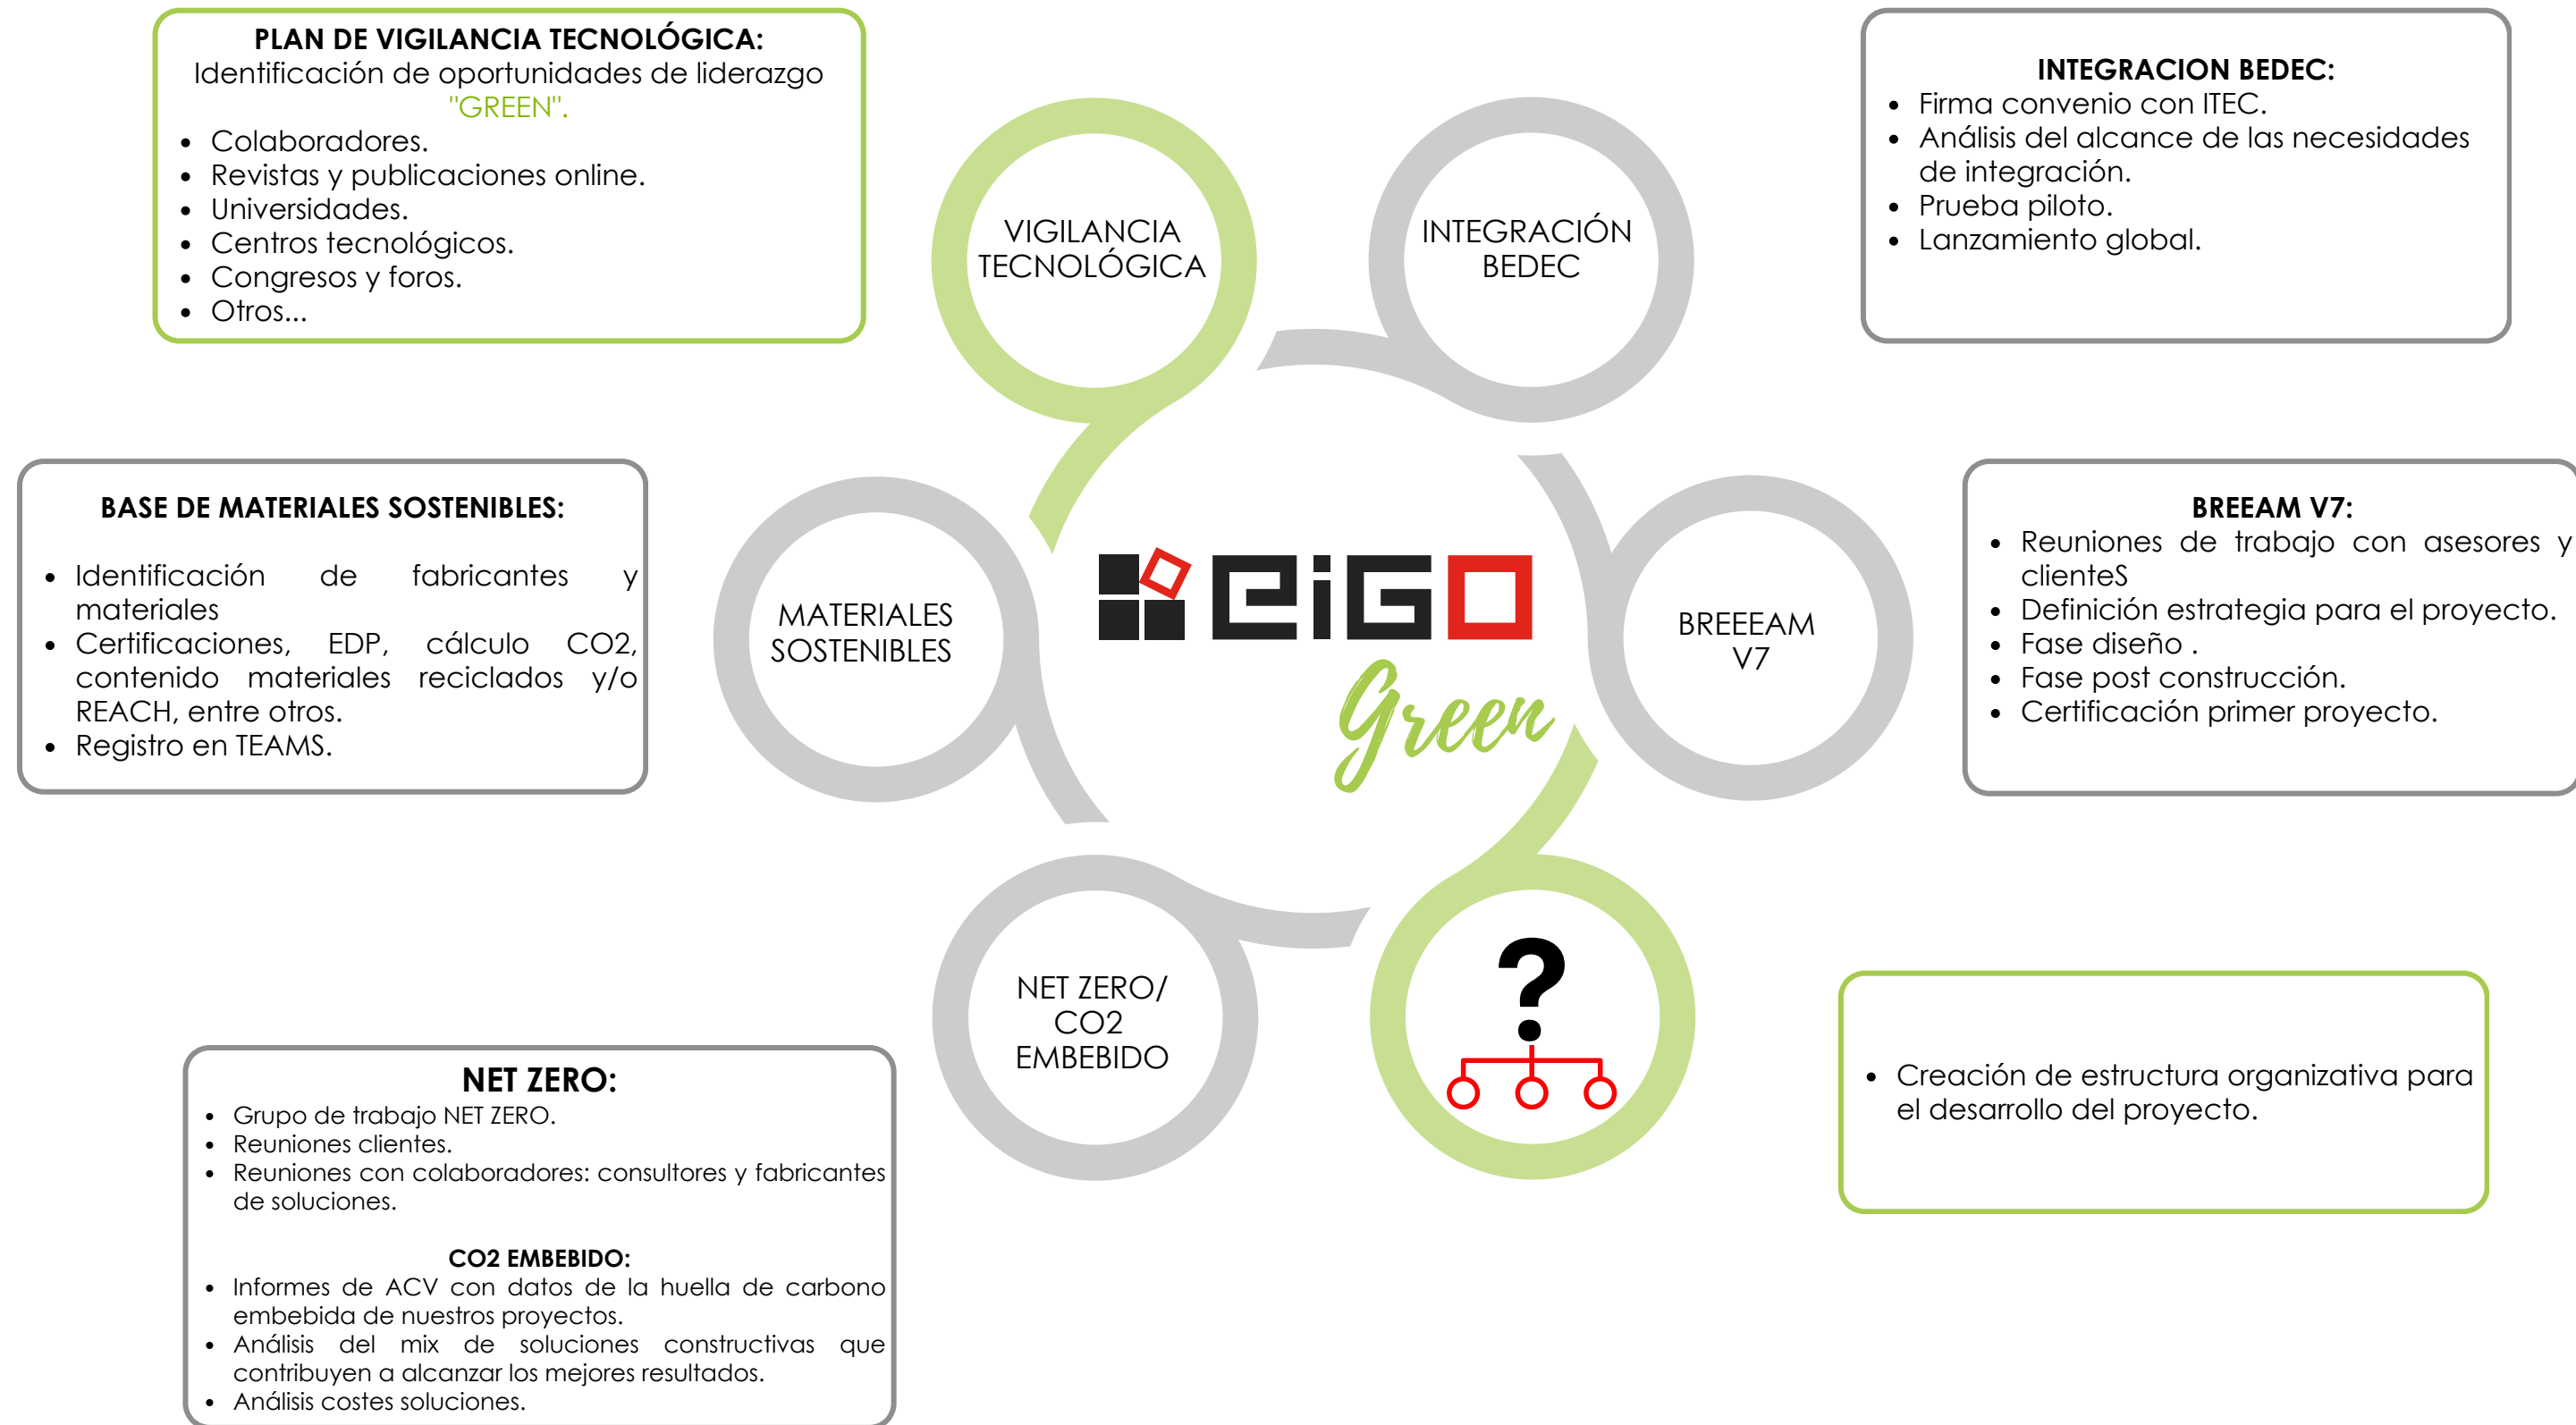 PLAN DE VIGILANCIA TECNOLÓGICA:
Identificación de oportunidades de liderazgo
"GREEN".
• Colaboradores.
• Revistas y publicaciones online.
• Universidades.
• Centros tecnológicos.
• Congresos y foros.
• Otros...
INTEGRACION BEDEC:
• Firma convenio con ITEC.
• Análisis del alcance de las necesidades
de integración.
• Prueba piloto.
• Lanzamiento global.
VIGILANCIA
TECNOLÓGICA
INTEGRACIÓN
BEDEC
BASE DE MATERIALES SOSTENIBLES:
• Identificación de fabricantes y
materiales
• Certificaciones, EDP, cálculo CO2,
contenido materiales reciclados y/o
REACH, entre otros.
• Registro en TEAMS.
MATERIALES
SOSTENIBLES
eiGO
Green
BREEEAM
V7
BREEAM V7:
• Reuniones de trabajo con asesores y
clienteS
• Definición estrategia para el proyecto.
• Fase diseño .
• Fase post construcción.
• Certificación primer proyecto.
NET ZERO/
CO2
EMBEBIDO
?
• Creación de estructura organizativa para
el desarrollo del proyecto.
NET ZERO:
• Grupo de trabajo NET ZERO.
• Reuniones clientes.
• Reuniones con colaboradores: consultores y fabricantes
de soluciones.
CO2 EMBEBIDO:
• Informes de ACV con datos de la huella de carbono
embebida de nuestros proyectos.
• Análisis del mix de soluciones constructivas que
contribuyen a alcanzar los mejores resultados.
• Análisis costes soluciones.